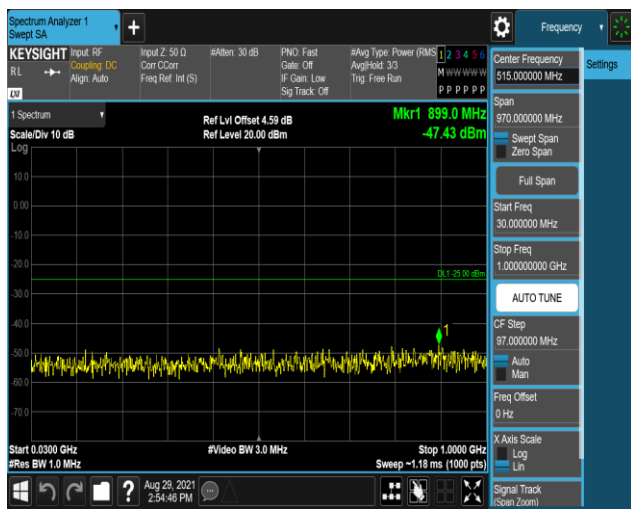 Spectrum Analyzer 1
Swept SA
+
Frequency
KEYSIGHT
RL
LXI
Input: RF
Coupling: DC
Align: Auto
Input Z: 50 Ω
Corr CCorr
Freq Ref: Int (S)
#Atten: 30 dB
PNO: Fast
Gate: Off
IF Gain: Low
Sig Track: Off
#Avg Type: Power (RMS
Avg|Hold: 3/3
Trig: Free Run
1 2 3 4 5 6
M W W W W W
P P P P P P
1 Spectrum
Scale/Div 10 dB
Log
Ref Lvl Offset 4.59 dB
Ref Level 20.00 dBm
Mkr1 899.0 MHz
-47.43 dBm
10.0
0.00
-10.0
-20.0
DL1 -25.00 dBm
-30.0
-40.0
1
-50.0
-60.0
-70.0
Start 0.0300 GHz
#Res BW 1.0 MHz
#Video BW 3.0 MHz
Stop 1.0000 GHz
Sweep ~1.18 ms (1000 pts)
?
Aug 29, 2021
2:54:46 PM
Center Frequency
515.000000 MHz
Settings
Span
970.000000 MHz
Swept Span
Zero Span
Full Span
Start Freq
30.000000 MHz
Stop Freq
1.000000000 GHz
AUTO TUNE
CF Step
97.000000 MHz
Auto
Man
Freq Offset
0 Hz
X Axis Scale
Log
Lin
Signal Track
(Span Zoom)